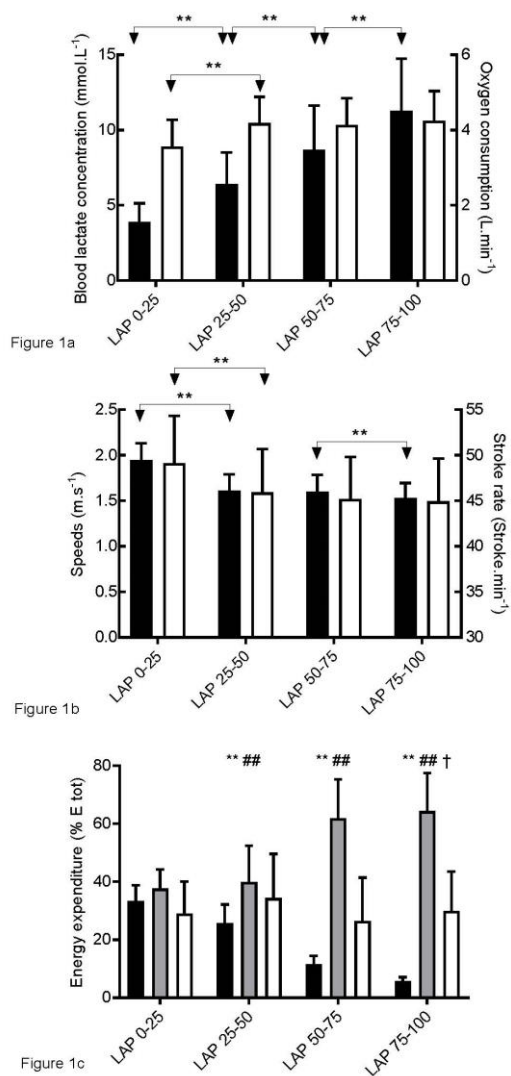 ** ** **
**
15
10
5
0
Blood lactate concentration (mmol.L-1)
6
4
2
0
Oxygen consumption (L.min-1)
LAP 0-25
LAP 25-50
LAP 50-75
LAP 75-100
Figure 1a
**
**
**
2.5
2.0
1.5
1.0
0.5
0.0
Speeds (m.s-1)
55
50
45
40
35
30
Stroke rate (Stroke.min-1)
LAP 0-25
LAP 25-50
LAP 50-75
LAP 75-100
Figure 1b
** ## ** ## ** ## †
80
60
40
20
0
Energy expenditure (% E tot)
LAP 0-25
LAP 25-50
LAP 50-75
LAP 75-100
Figure 1c